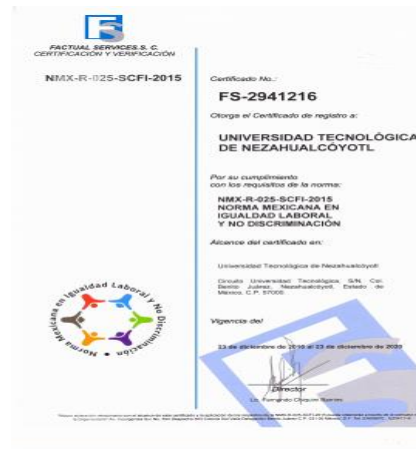 FS
FACTUAL SERVICES, S. C.
CERTIFICACIÓN Y VERIFICACIÓN
NMX-R-025-SCFI-2015
Norma Mexicana en Igualdad Laboral y No Discriminación
Certificado No.:
FS-2941216
Otorga el Certificado de registro a:
UNIVERSIDAD TECNOLÓGICA
DE NEZAHUALCÓYOTL
Por su cumplimiento
con los requisitos de la norma:
NMX-R-025-SCFI-2015
NORMA MEXICANA EN
IGUALDAD LABORAL
Y NO DISCRIMINACIÓN
Alcance del certificado en:
Universidad Tecnológica de Nezahualcóyotl
Circuito Universidad Tecnológica, S/N, Col.
Benito Juárez, Nezahualcóyotl, Estado de
México, C.P. 57000.
Vigencia del
23 de diciembre de al 23 de diciembre de
Director
Lic. Fernando